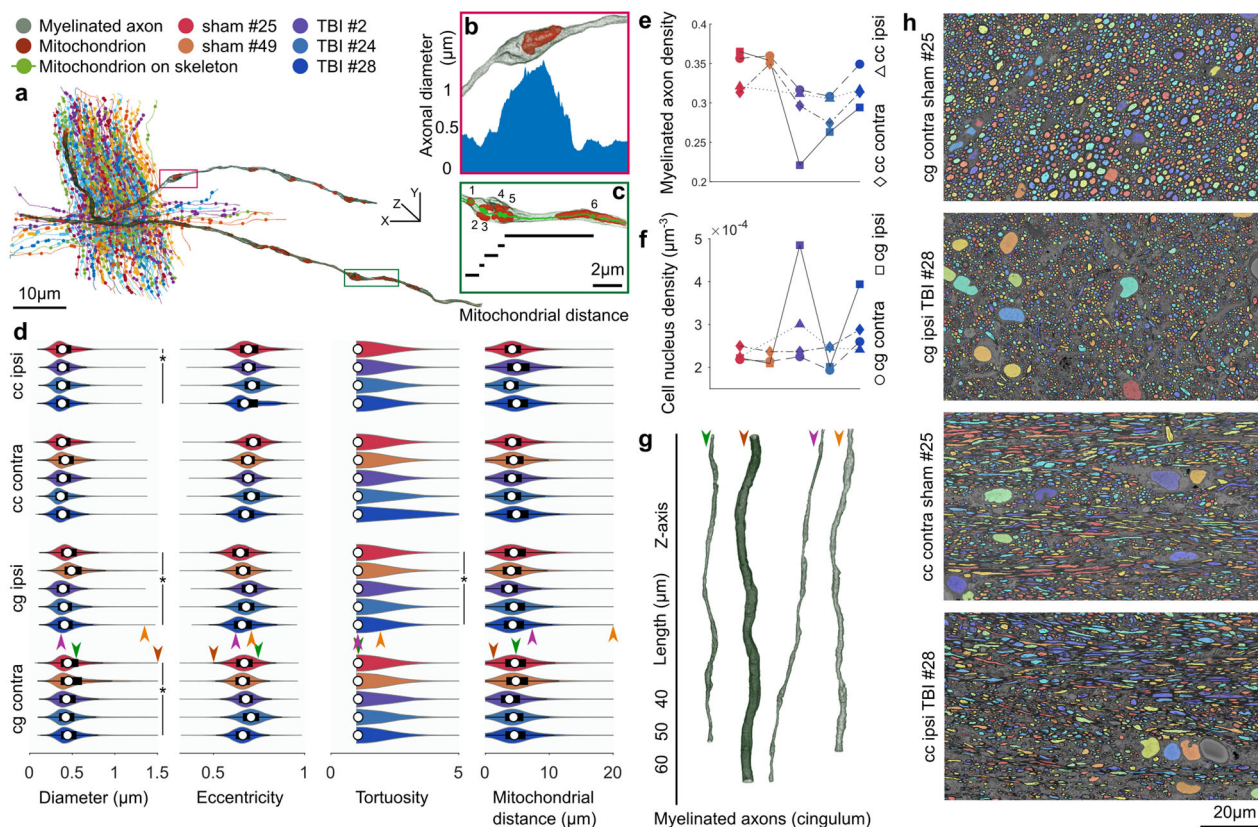 Myelinated axon
sham #25
TBI #2
Mitochondrion
sham #49
TBI #24
Mitochondrion on skeleton
TBI #28
a
X
Z
Y
10μm
b
Axonal diameter (μm)
1
0.5
0
c
1
2
3
4
5
6
2μm
Mitochondrial distance
d
cc ipsi
cc contra
cg ipsi
cg contra
*
*
*
*
0
0.5
1
1.5
0.5
1
0
5
0
10
20
Diameter (μm)
Eccentricity
Tortuosity
Mitochondrial distance (μm)
e
Myelinated axon density
0.4
0.35
0.3
0.25
0.2
cc ipsi
cc contra
f
Cell nucleus density (μm⁻³)
×10⁻⁴
5
4
3
2
cg ipsi
cg contra
g
Z-axis
Length (μm)
40
50
60
Myelinated axons (cingulum)
h
cg contra sham #25
cg ipsi TBI #28
cc contra sham #25
cc ipsi TBI #28
20μm